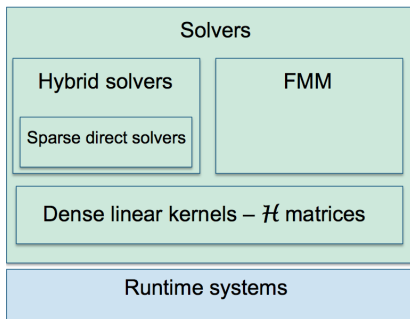 Solvers
Hybrid solvers
FMM
Sparse direct solvers
Dense linear kernels – ℋ matrices
Runtime systems